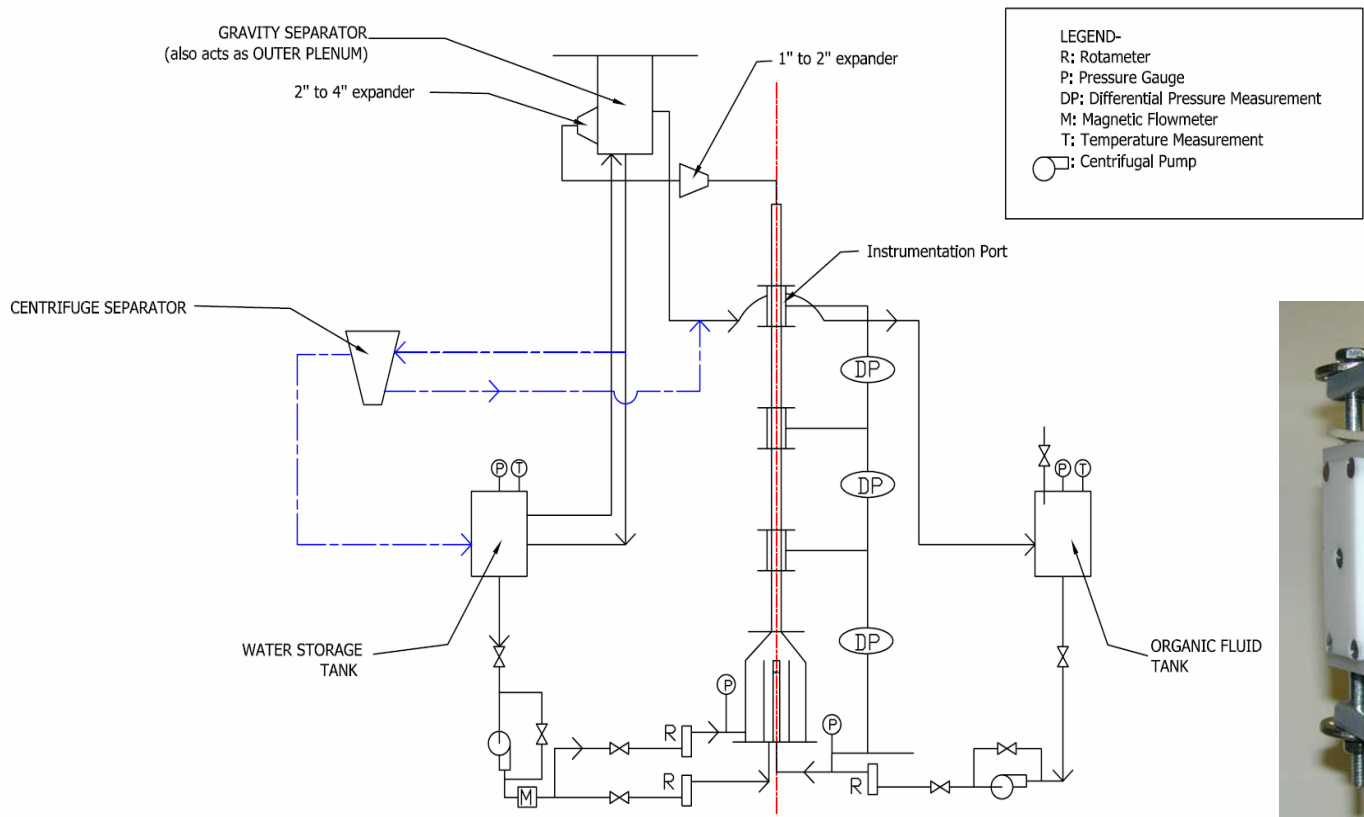 GRAVITY SEPARATOR
(also acts as OUTER PLENUM)
2" to 4" expander
1" to 2" expander
LEGEND-
R: Rotameter
P: Pressure Gauge
DP: Differential Pressure Measurement
M: Magnetic Flowmeter
T: Temperature Measurement
: Centrifugal Pump
Instrumentation Port
CENTRIFUGE SEPARATOR
DP
P T
DP
P T
WATER STORAGE
TANK
DP
ORGANIC FLUID
TANK
P
P
R
R
R
M